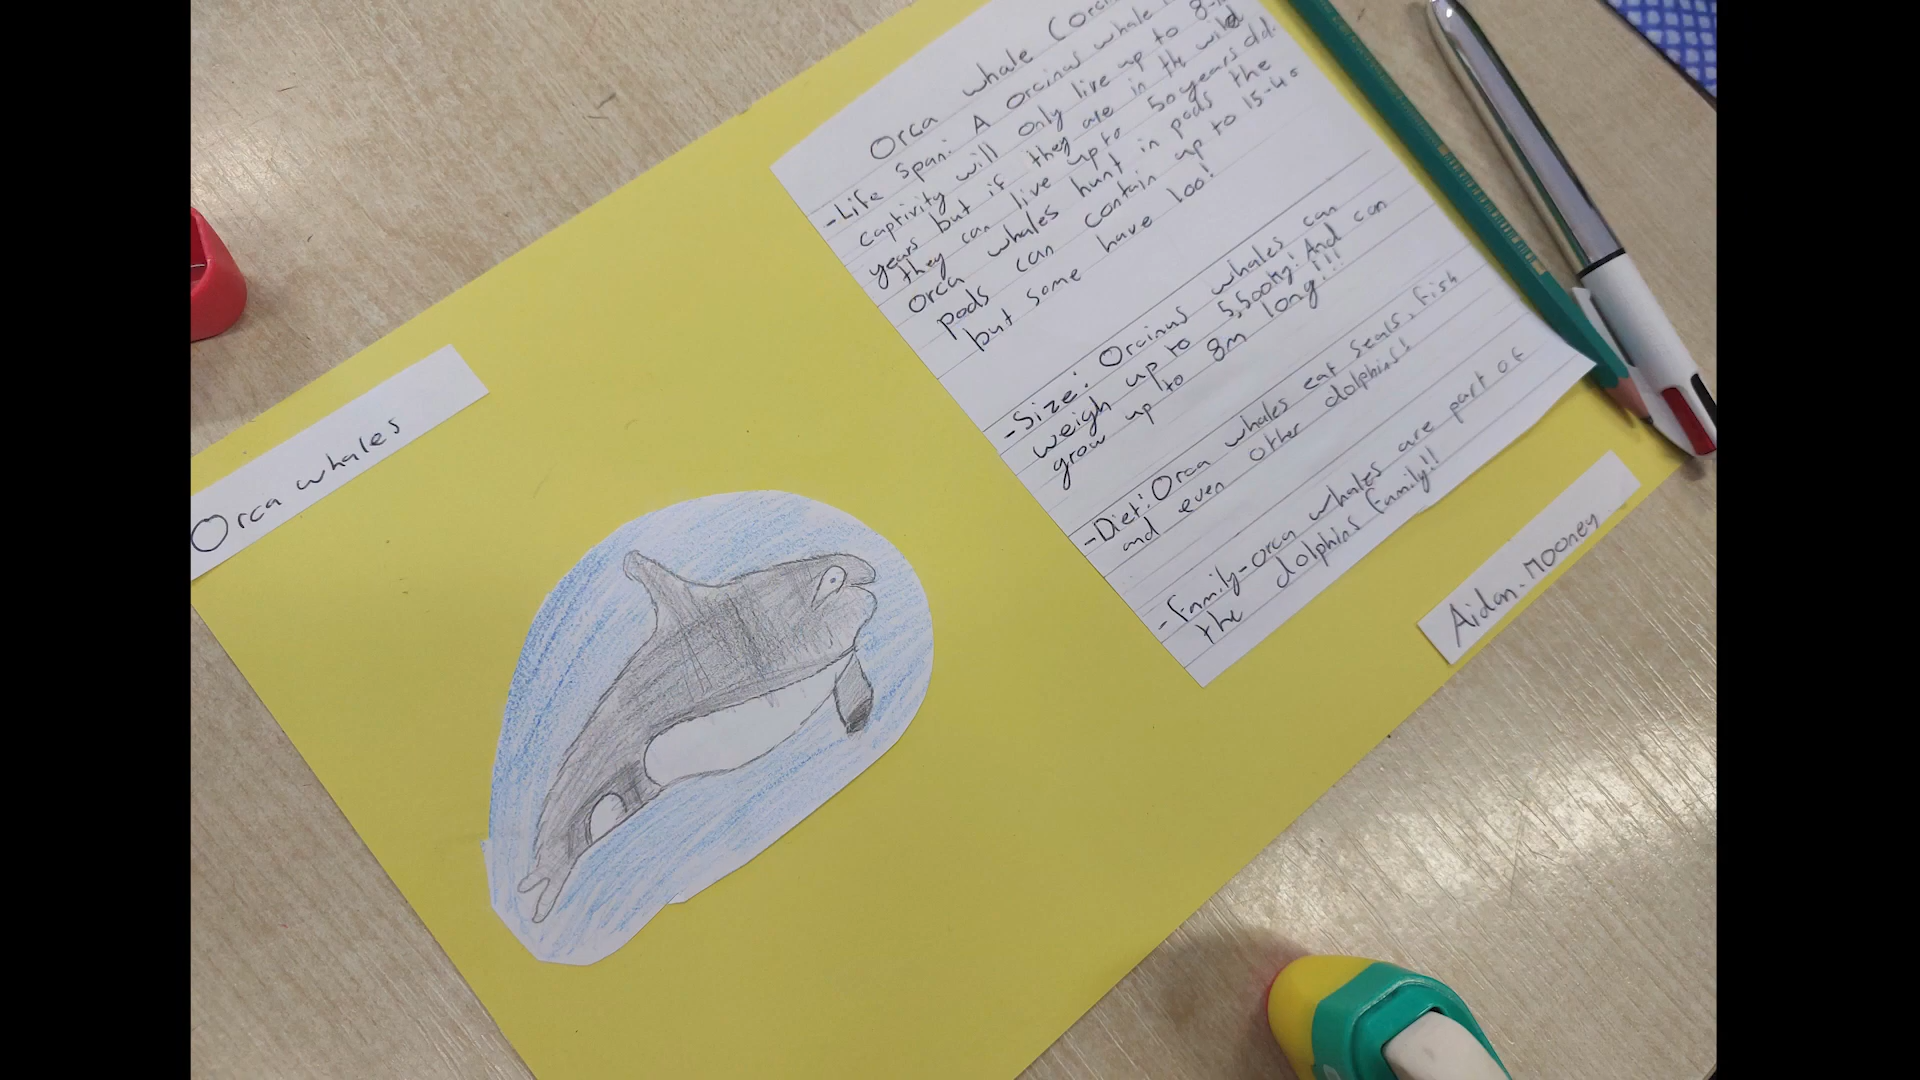 Orca whales
Orca whale
-Life Span: A orcinus whale
captivity will only live up to
years but if they are in the wild
they can live upto 50 years old.
Orca whales hunt in pods the
pods can contain up to 15-40
but some have 100!
-Size: Orcinus whales can
weigh up to 5,500Kg! And can
grow up to 8m long!!!
-Diet: Orca whales eat seals, fish
and even other dolphins!
-Family-orca whales are part of
the dolphins family!!
Aidan-Mooney